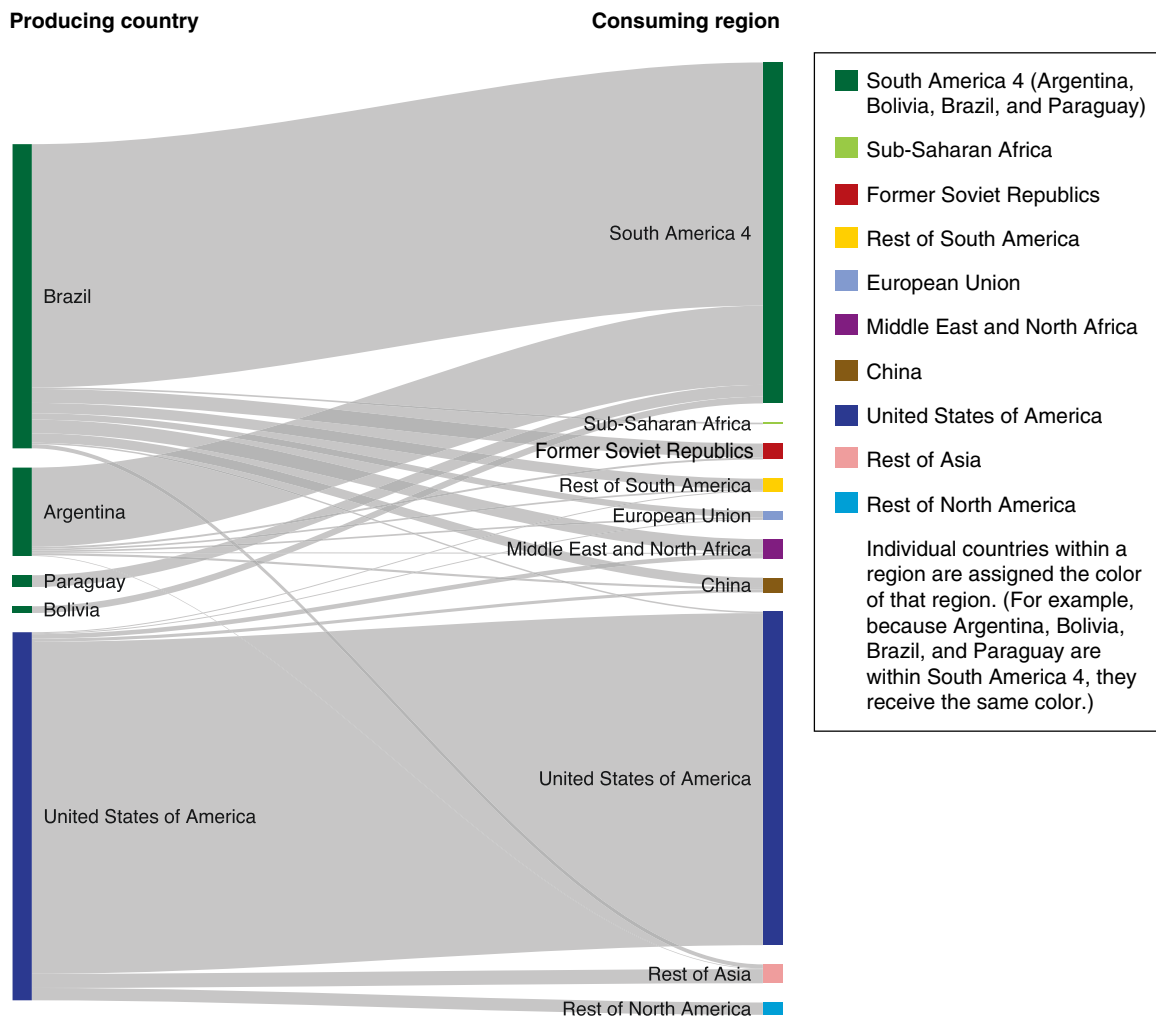 Producing country
Consuming region
Brazil
Argentina
Paraguay
Bolivia
United States of America
South America 4
Sub-Saharan Africa
Former Soviet Republics
Rest of South America
European Union
Middle East and North Africa
China
United States of America
Rest of Asia
Rest of North America
South America 4 (Argentina,
Bolivia, Brazil, and Paraguay)
Sub-Saharan Africa
Former Soviet Republics
Rest of South America
European Union
Middle East and North Africa
China
United States of America
Rest of Asia
Rest of North America
Individual countries within a
region are assigned the color
of that region. (For example,
because Argentina, Bolivia,
Brazil, and Paraguay are
within South America 4, they
receive the same color.)